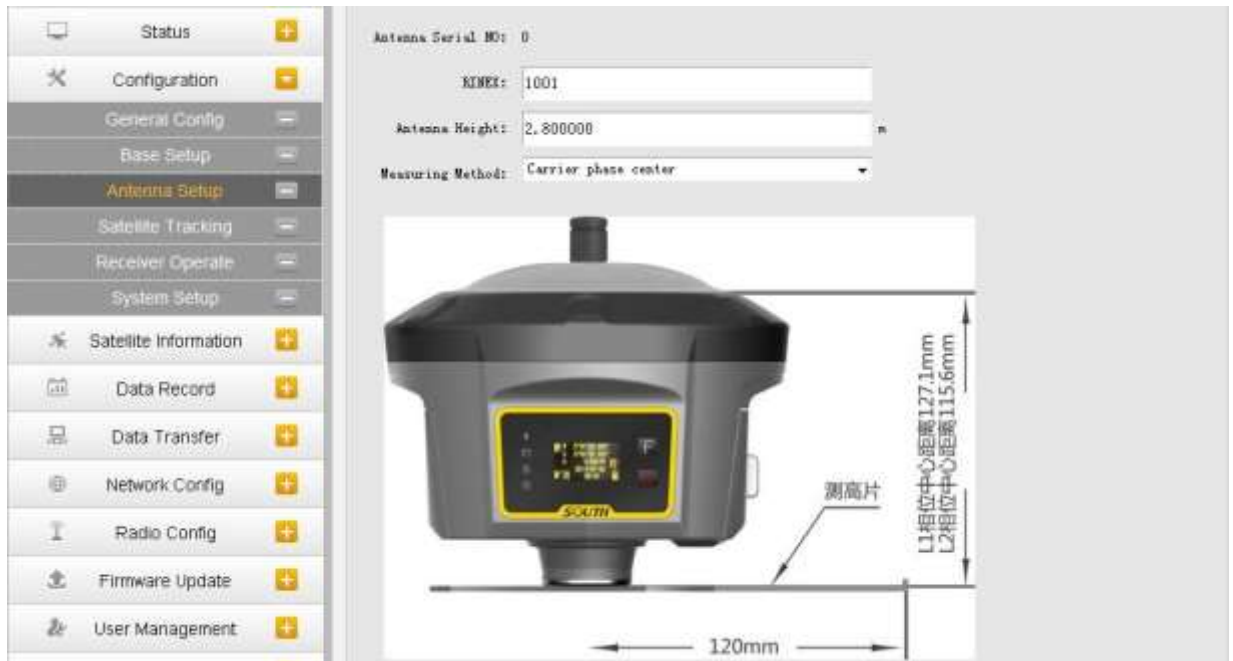 Status
Configuration
General Config
Base Setup
Antenna Setup
Satellite Tracking
Receiver Operate
System Setup
Satellite Information
Data Record
Data Transfer
Network Config
Radio Config
Firmware Update
User Management
Antenna Serial NO: 0
RINEX: 1001
Antenna Height: 2.800000 m
Measuring Method: Carrier phase center
F
SOUTH
测高片
L1相位中心距离127.1mm
L2相位中心距离115.6mm
120mm